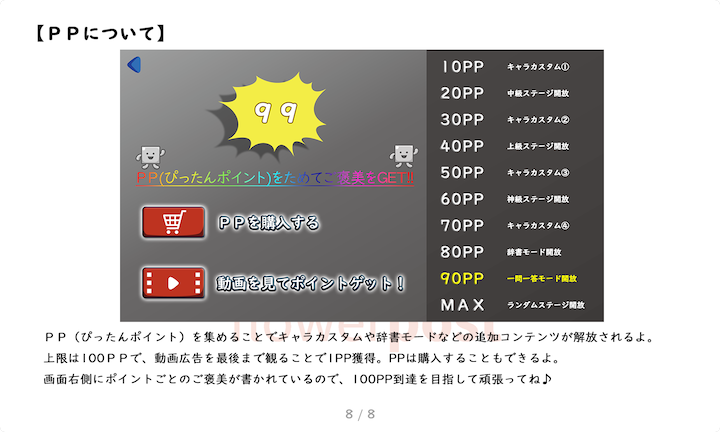 【ＰＰについて】
99
PP(ぴったんポイント)をためてご褒美をGET!!
ＰＰを購入する
動画を見てポイントゲット！
10PP キャラカスタム①
20PP 中級ステージ開放
30PP キャラカスタム②
40PP 上級ステージ開放
50PP キャラカスタム③
60PP 神級ステージ開放
70PP キャラカスタム④
80PP 辞書モード開放
90PP 一問一答モード開放
MAX ランダムステージ開放
flowerpost
ＰＰ（ぴったんポイント）を集めることでキャラカスタムや辞書モードなどの追加コンテンツが解放されるよ。
上限は100ＰＰで、動画広告を最後まで観ることで1PP獲得。PPは購入することもできるよ。
画面右側にポイントごとのご褒美が書かれているので、100PP到達を目指して頑張ってね♪
8 / 8